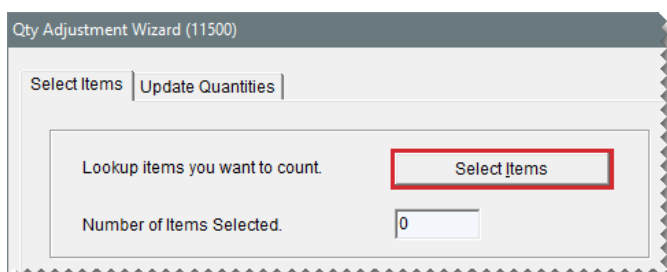 Qty Adjustment Wizard (11500)
Select Items Update Quantities
Lookup items you want to count. Select Items
Number of Items Selected. 0